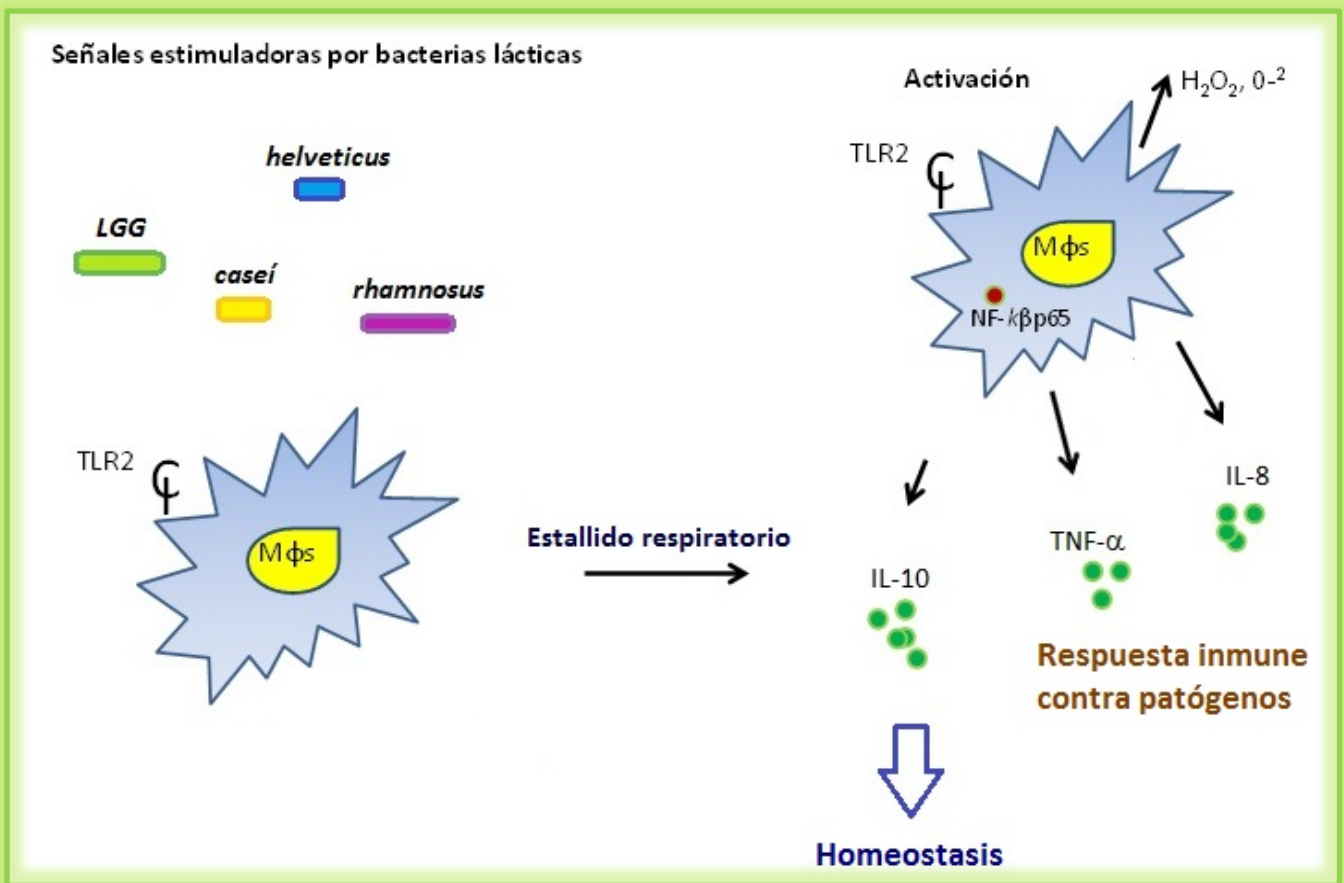 Señales estimuladoras por bacterias lácticas
helveticus
LGG
caseí
rhamnosus
TLR2
Mϕs
Estallido respiratorio
Activación
H₂O₂, 0-²
TLR2
Mϕs
NF-kβp65
IL-10
TNF-α
IL-8
Respuesta inmune
contra patógenos
Homeostasis